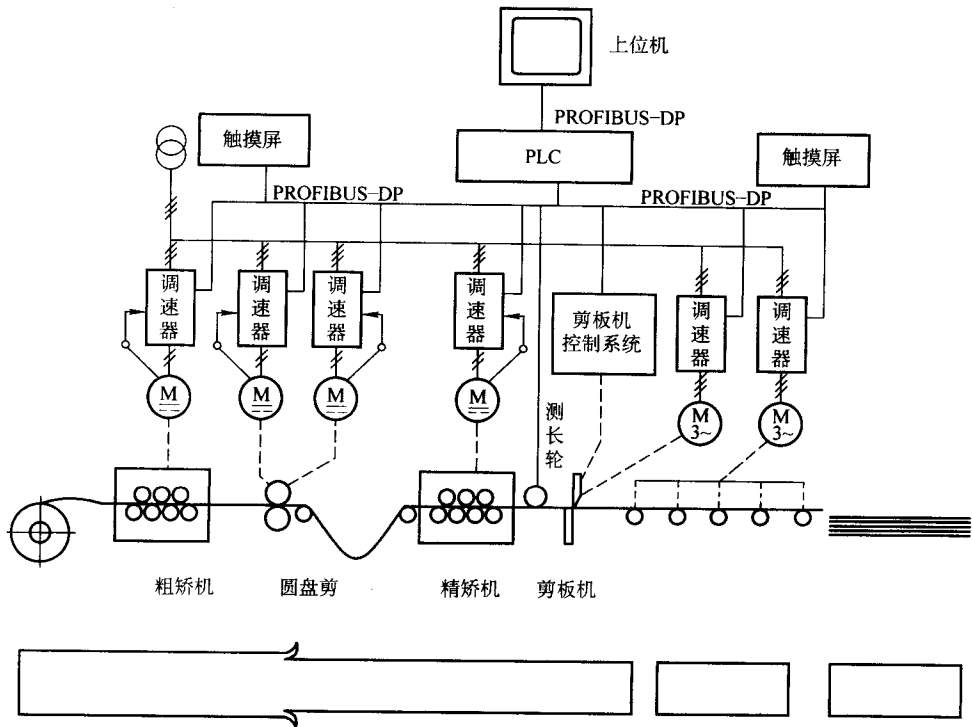 上位机
PROFIBUS-DP
触摸屏
PLC
触摸屏
PROFIBUS-DP
PROFIBUS-DP
调速器
调速器
调速器
调速器
剪板机
控制系统
调速器
调速器
M
M
M
M
M
3~
M
3~
测长轮
粗矫机
圆盘剪
精矫机
剪板机